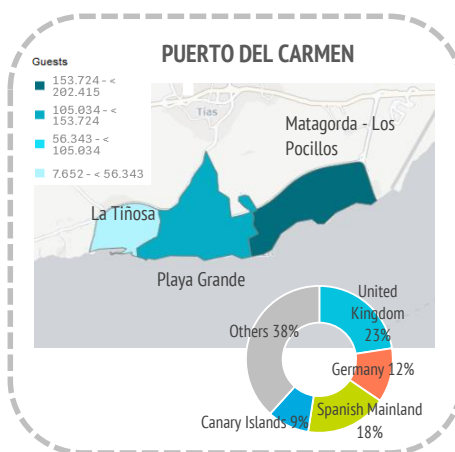 PUERTO DEL CARMEN
Guests
153.724 - <
202.415
105.034 - <
153.724
56.343 - <
105.034
7.652 - < 56.343
Tías
Matagorda - Los
Pocillos
La Tiñosa
Playa Grande
United
Kingdom
23%
Others 38%
Germany 12%
Canary Islands 9%
Spanish Mainland
18%